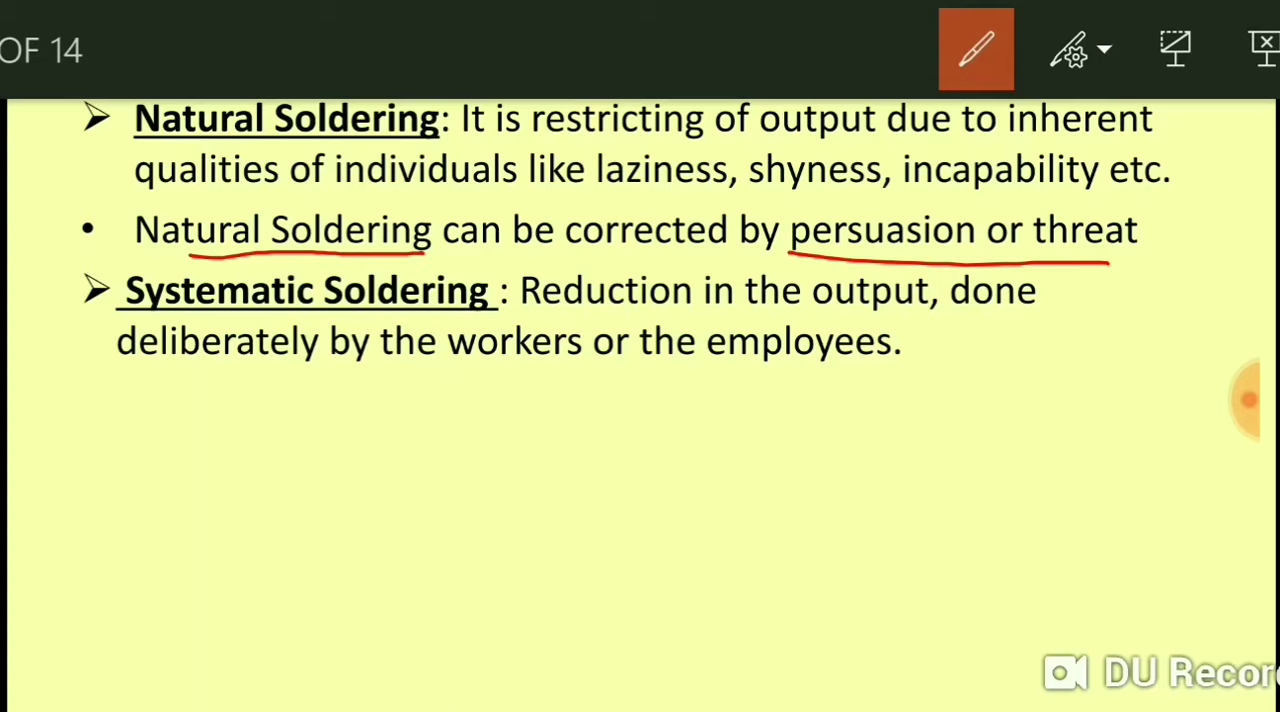 OF 14
➢ Natural Soldering: It is restricting of output due to inherent
qualities of individuals like laziness, shyness, incapability etc.
• Natural Soldering can be corrected by persuasion or threat
➢ Systematic Soldering : Reduction in the output, done
deliberately by the workers or the employees.
DU Recor